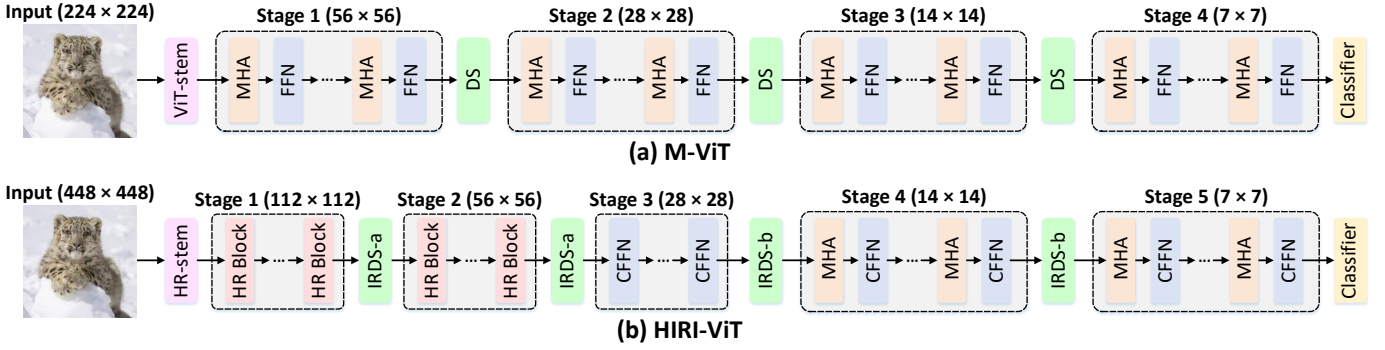 Input (224 × 224) Stage 1 (56 × 56) Stage 2 (28 × 28) Stage 3 (14 × 14) Stage 4 (7 × 7)
ViT-stem MHA FFN ... MHA FFN DS MHA FFN ... MHA FFN DS MHA FFN ... MHA FFN DS MHA FFN ... MHA FFN Classifier
(a) M-ViT
Input (448 × 448) Stage 1 (112 × 112) Stage 2 (56 × 56) Stage 3 (28 × 28) Stage 4 (14 × 14) Stage 5 (7 × 7)
HR-stem HR Block ... HR Block IRDS-a HR Block ... HR Block IRDS-a CFFN ... CFFN IRDS-b MHA CFFN ... MHA CFFN IRDS-b MHA CFFN ... MHA CFFN Classifier
(b) HIRI-ViT